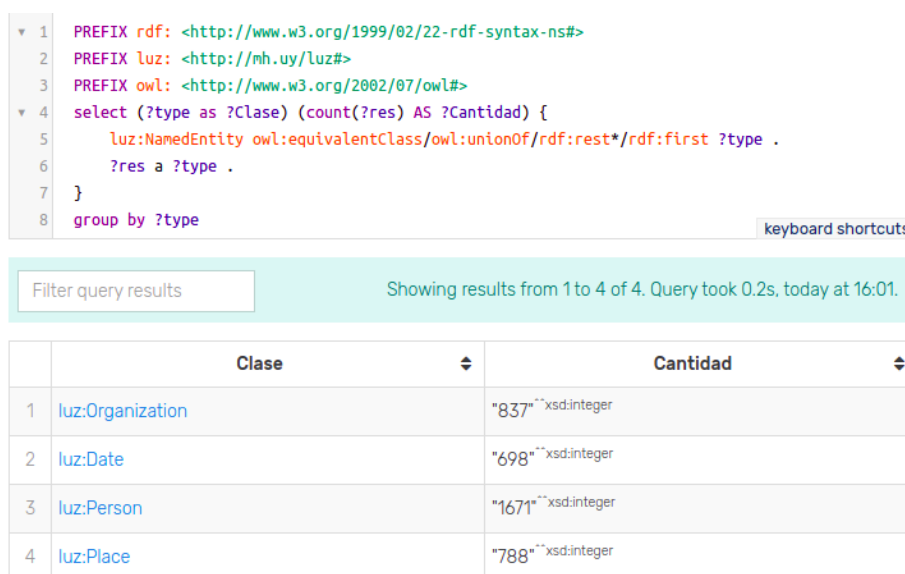 1 PREFIX rdf: <http://www.w3.org/1999/02/22-rdf-syntax-ns#>
2 PREFIX luz: <http://mh.uy/luz#>
3 PREFIX owl: <http://www.w3.org/2002/07/owl#>
4 select (?type as ?Clase) (count(?res) AS ?Cantidad) {
5 luz:NamedEntity owl:equivalentClass/owl:unionOf/rdf:rest*/rdf:first ?type .
6 ?res a ?type .
7 }
8 group by ?type
keyboard shortcuts
Filter query results Showing results from 1 to 4 of 4. Query took 0.2s, today at 16:01.
Clase Cantidad
1 luz:Organization "837"^^xsd:integer
2 luz:Date "698"^^xsd:integer
3 luz:Person "1671"^^xsd:integer
4 luz:Place "788"^^xsd:integer